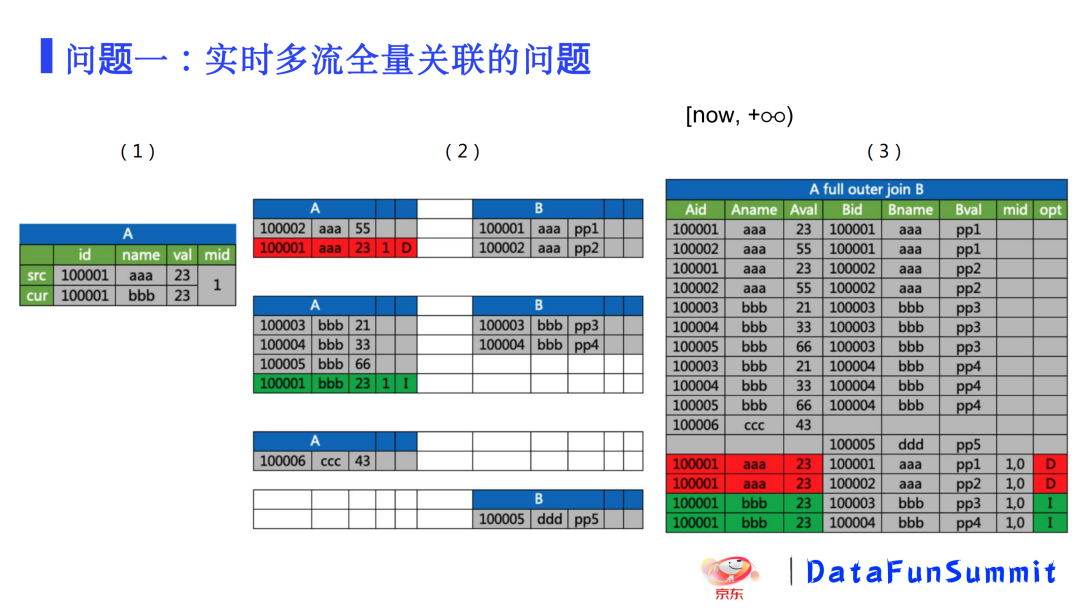 问题一：实时多流全量关联的问题
[now, +∞)
（1）
（2）
（3）
A
id name val mid
src 100001 aaa 23 1
cur 100001 bbb 23
A B
100002 aaa 55 100001 aaa pp1
100001 aaa 23 1 D 100002 aaa pp2
A B
100003 bbb 21 100003 bbb pp3
100004 bbb 33 100004 bbb pp4
100005 bbb 66
100001 bbb 23 1 I
A
100006 ccc 43
B
100005 ddd pp5
A full outer join B
Aid Aname Aval Bid Bname Bval mid opt
100001 aaa 23 100001 aaa pp1
100002 aaa 55 100001 aaa pp1
100001 aaa 23 100002 aaa pp2
100002 aaa 55 100002 aaa pp2
100003 bbb 21 100003 bbb pp3
100004 bbb 33 100003 bbb pp3
100005 bbb 66 100003 bbb pp3
100003 bbb 21 100004 bbb pp4
100004 bbb 33 100004 bbb pp4
100005 bbb 66 100004 bbb pp4
100006 ccc 43
100005 ddd pp5
100001 aaa 23 100001 aaa pp1 1,0 D
100001 aaa 23 100002 aaa pp2 1,0 D
100001 bbb 23 100003 bbb pp3 1,0 I
100001 bbb 23 100004 bbb pp4 1,0 I
京东
DataFunSummit